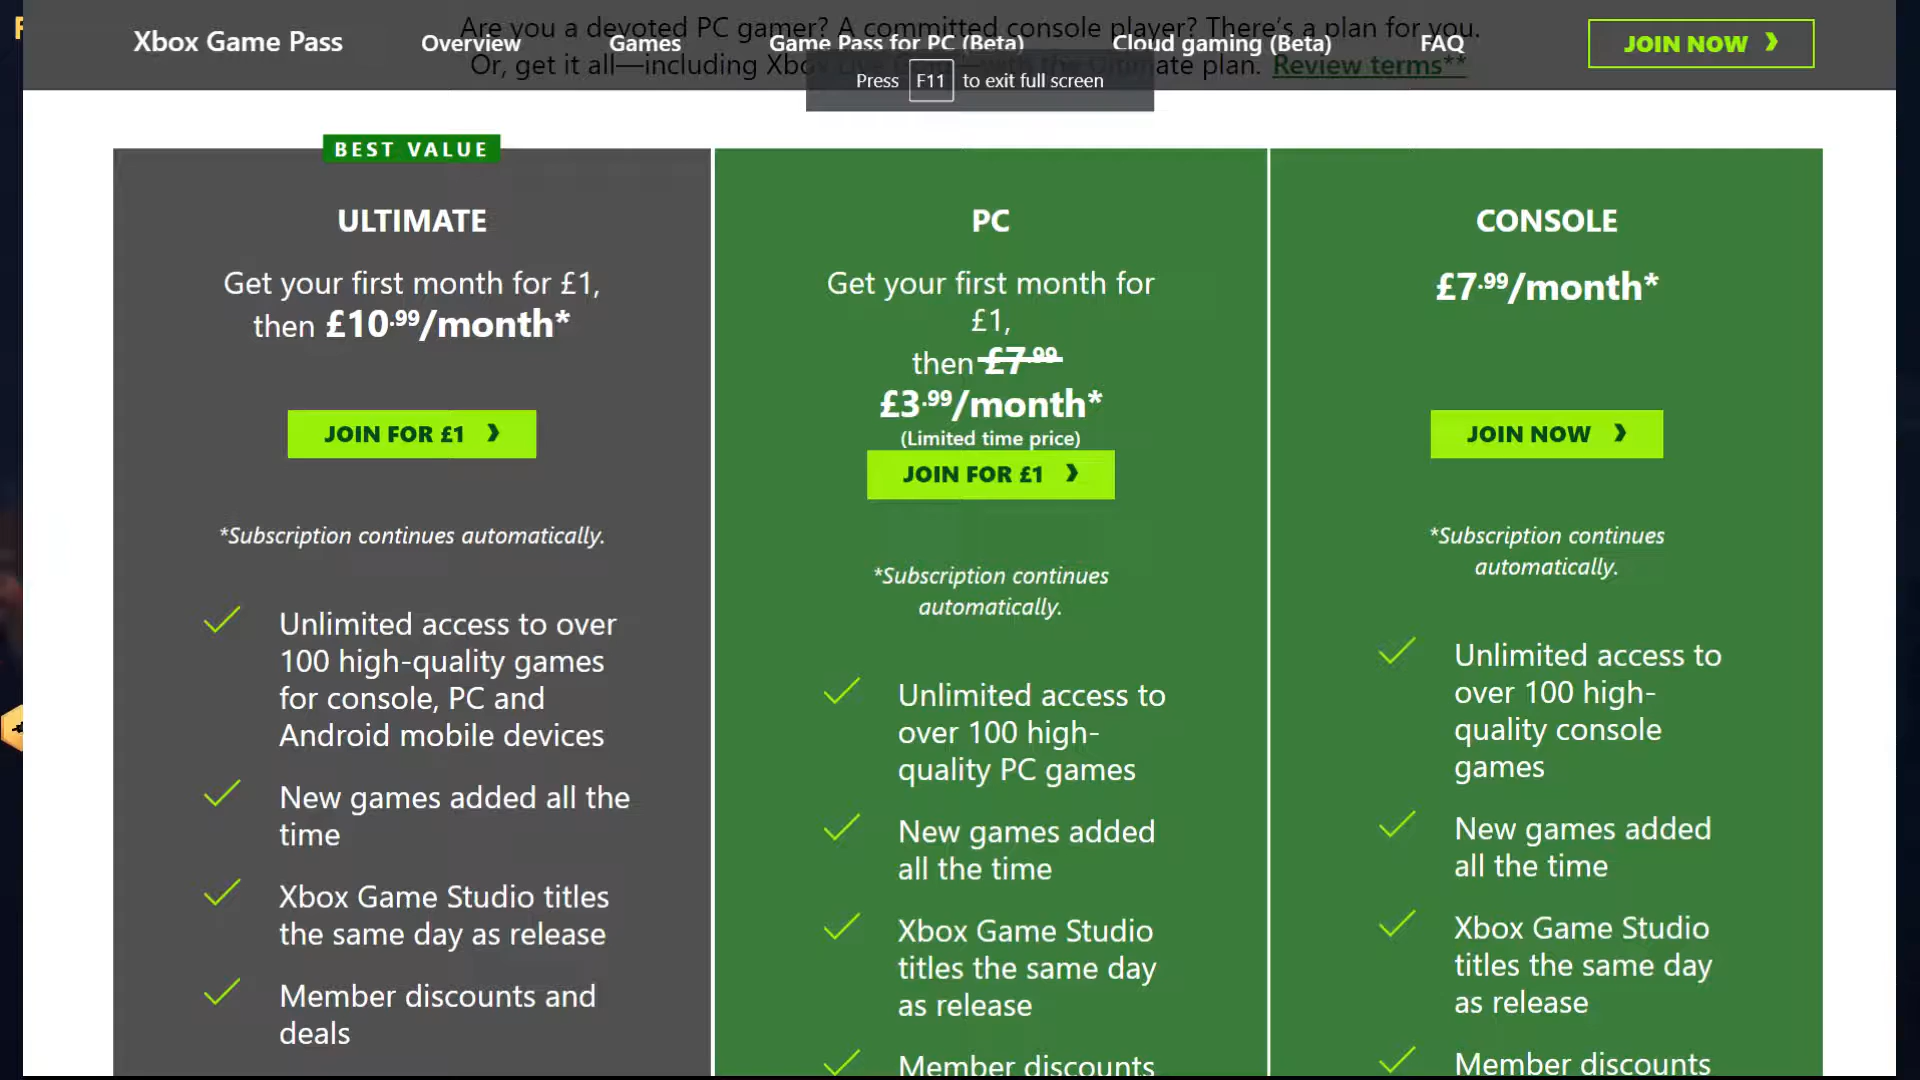 Are you a devoted PC gamer? A committed console player? There's a plan for you.
Xbox Game Pass
Overview
Games
Game Pass for PC (Beta)
Cloud gaming (Beta)
FAQ
JOIN NOW
Or, get it all—including Xbox Live Gold—with the Ultimate plan. Review terms**
Press F11 to exit full screen
BEST VALUE
ULTIMATE
Get your first month for £1,
then £10.99/month*
JOIN FOR £1
*Subscription continues automatically.
Unlimited access to over
100 high-quality games
for console, PC and
Android mobile devices
New games added all the
time
Xbox Game Studio titles
the same day as release
Member discounts and
deals
PC
Get your first month for
£1,
then £7.99
£3.99/month*
(Limited time price)
JOIN FOR £1
*Subscription continues
automatically.
Unlimited access to
over 100 high-
quality PC games
New games added
all the time
Xbox Game Studio
titles the same day
as release
Member discounts
CONSOLE
£7.99/month*
JOIN NOW
*Subscription continues
automatically.
Unlimited access to
over 100 high-
quality console
games
New games added
all the time
Xbox Game Studio
titles the same day
as release
Member discounts